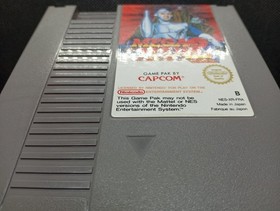 GAME PAK BY
CAPCOM
Nintendo
This Game Pak may not be
used with the Mattel or NES
versions of the Nintendo
Entertainment System.
B
Made in Japan
Fabriqué au Japon